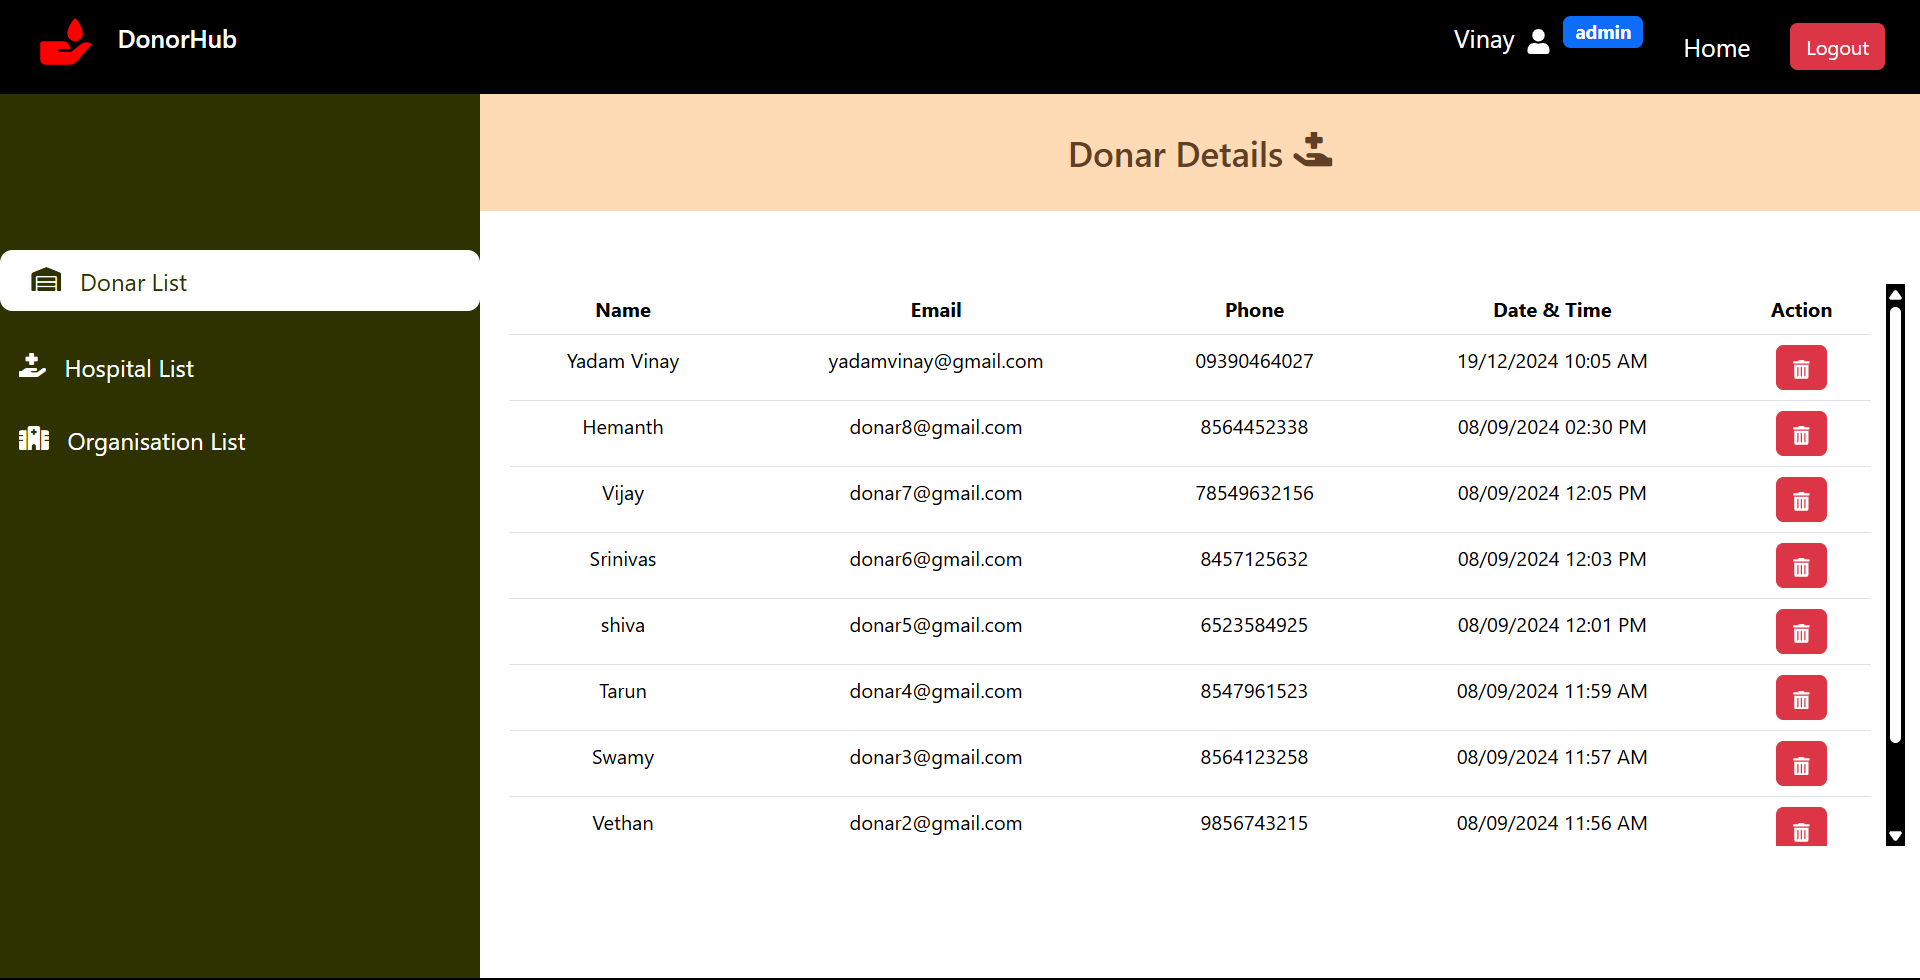 DonorHub
Vinay admin Home Logout
Donar Details
Donar List
Hospital List
Organisation List
Name Email Phone Date & Time Action
Yadam Vinay yadamvinay@gmail.com 09390464027 19/12/2024 10:05 AM
Hemanth donar8@gmail.com 8564452338 08/09/2024 02:30 PM
Vijay donar7@gmail.com 78549632156 08/09/2024 12:05 PM
Srinivas donar6@gmail.com 8457125632 08/09/2024 12:03 PM
shiva donar5@gmail.com 6523584925 08/09/2024 12:01 PM
Tarun donar4@gmail.com 8547961523 08/09/2024 11:59 AM
Swamy donar3@gmail.com 8564123258 08/09/2024 11:57 AM
Vethan donar2@gmail.com 9856743215 08/09/2024 11:56 AM